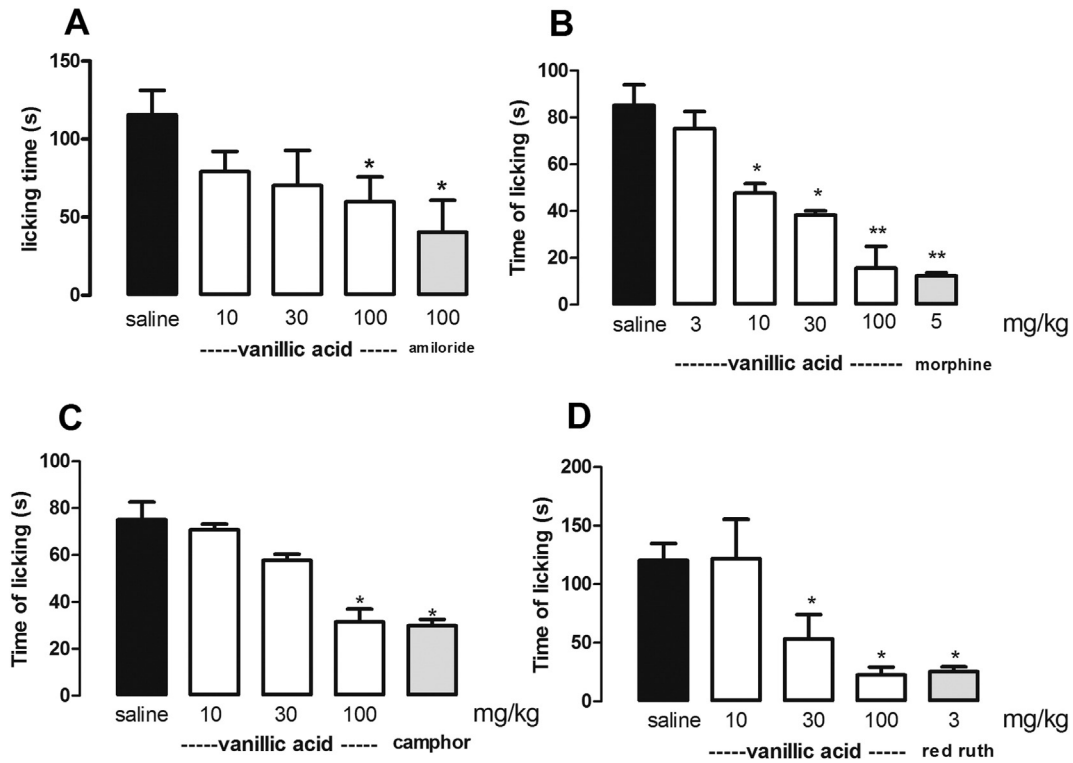 A
licking time (s)
150
100
50
0
saline 10 30 100 100
-----vanillic acid ----- amiloride
B
Time of licking (s)
100
80
60
40
20
0
* * ** **
saline 3 10 30 100 5 mg/kg
-------vanillic acid ------- morphine
* *
C
Time of licking (s)
100
80
60
40
20
0
* *
saline 10 30 100 mg/kg
-----vanillic acid ----- camphor
D
Time of licking (s)
200
150
100
50
0
* * *
saline 10 30 100 3 mg/kg
-----vanillic acid ----- red ruth